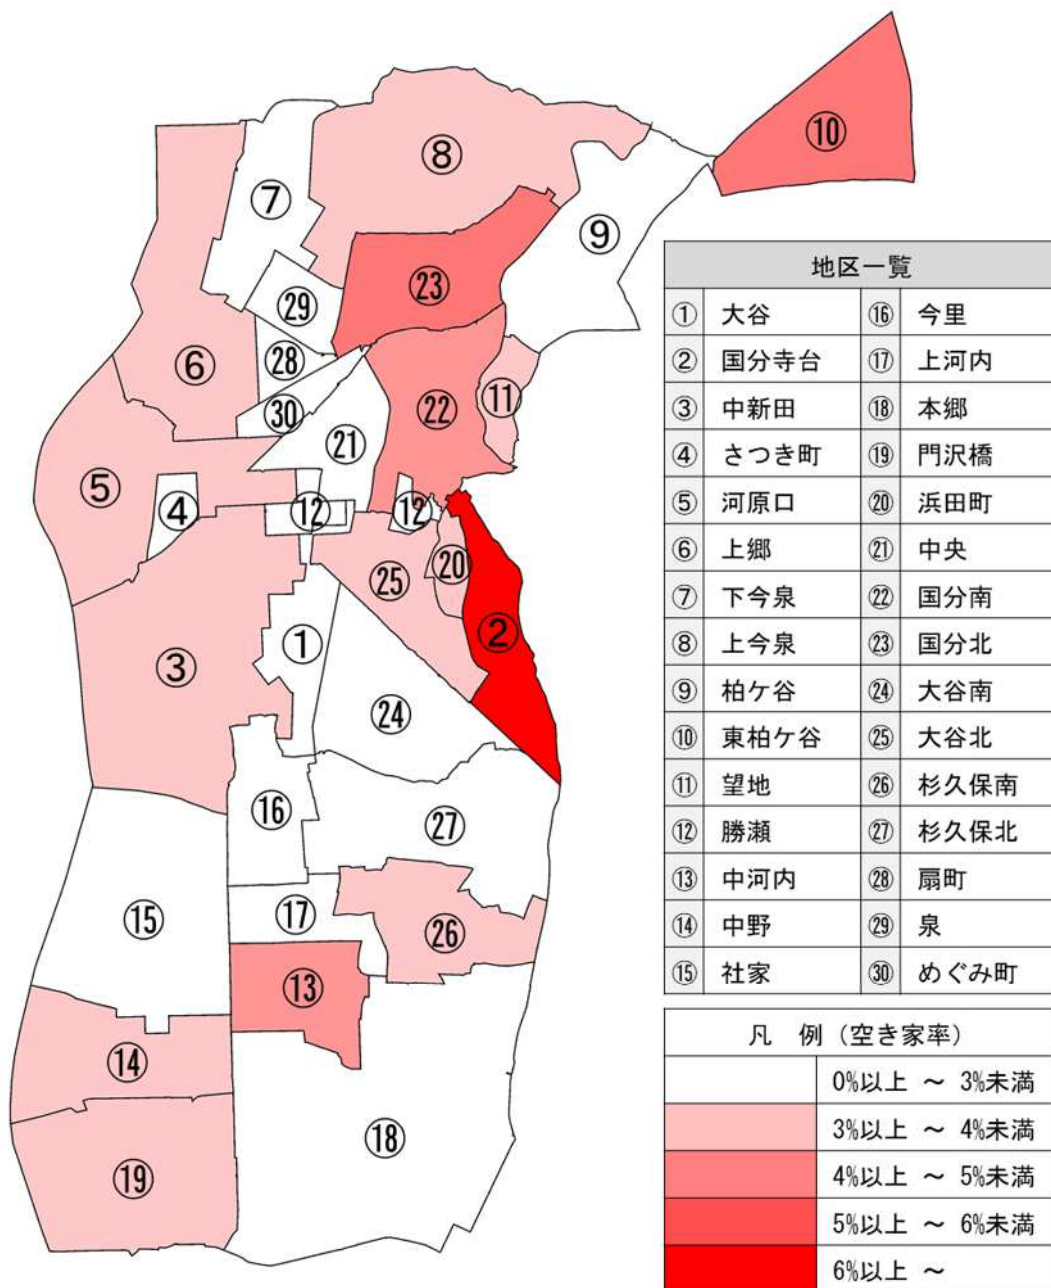 ⑩
⑧
⑦
⑨
㉓
㉙
㉘
⑥
⑪
㉒
㉚
㉑
⑤
④
⑫
⑫
⑳
㉕
②
①
③
㉔
⑯
㉗
⑮
⑰
㉖
⑬
⑭
⑱
⑲
地区一覧
① 大谷 ⑯ 今里
② 国分寺台 ⑰ 上河内
③ 中新田 ⑱ 本郷
④ さつき町 ⑲ 門沢橋
⑤ 河原口 ⑳ 浜田町
⑥ 上郷 ㉑ 中央
⑦ 下今泉 ㉒ 国分南
⑧ 上今泉 ㉓ 国分北
⑨ 柏ケ谷 ㉔ 大谷南
⑩ 東柏ケ谷 ㉕ 大谷北
⑪ 望地 ㉖ 杉久保南
⑫ 勝瀬 ㉗ 杉久保北
⑬ 中河内 ㉘ 扇町
⑭ 中野 ㉙ 泉
⑮ 社家 ㉚ めぐみ町
凡 例 (空き家率)
0%以上 ~ 3%未満
3%以上 ~ 4%未満
4%以上 ~ 5%未満
5%以上 ~ 6%未満
6%以上 ~